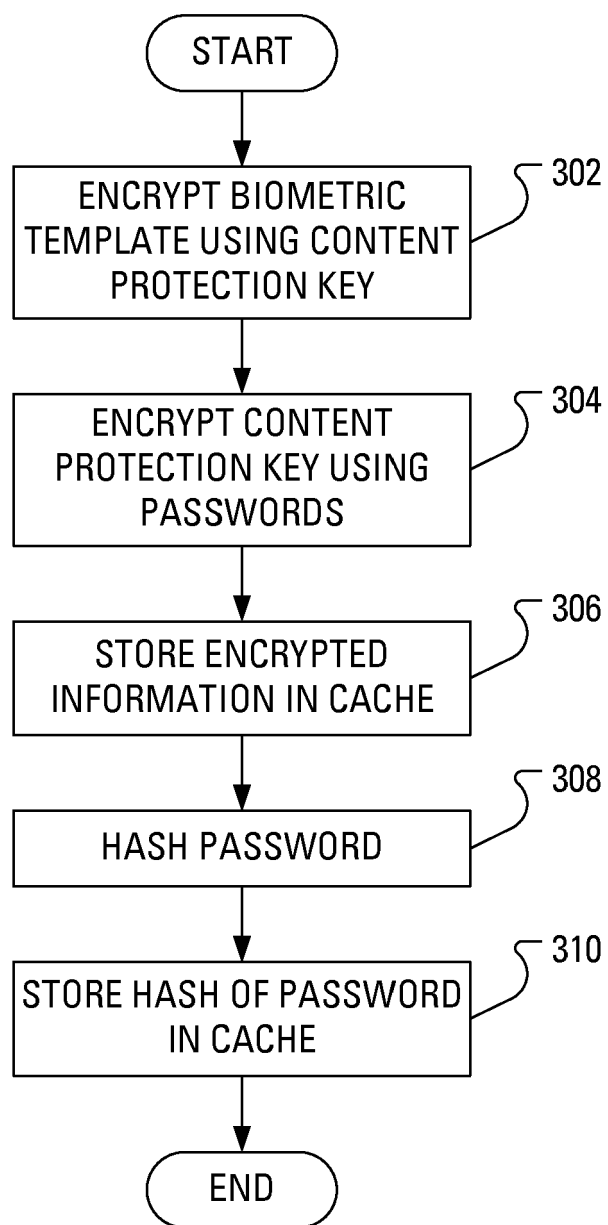 START
302
ENCRYPT BIOMETRIC
TEMPLATE USING CONTENT
PROTECTION KEY
304
ENCRYPT CONTENT
PROTECTION KEY USING
PASSWORDS
306
STORE ENCRYPTED
INFORMATION IN CACHE
308
HASH PASSWORD
310
STORE HASH OF PASSWORD
IN CACHE
END